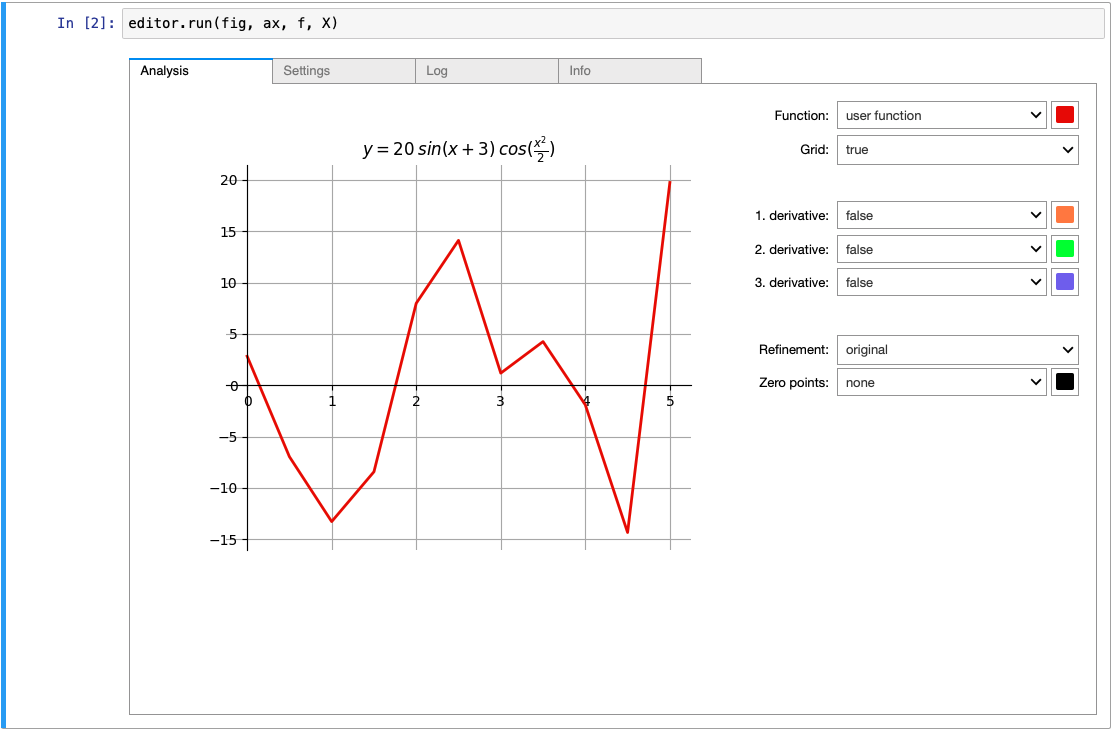 In [2]: editor.run(fig, ax, f, X)
Analysis Settings Log Info
Function: user function
Grid: true
y = 20 sin(x + 3) cos(x²/2)
20
15
10
5
0
−5
−10
−15
0 1 2 3 4 5
1. derivative: false
2. derivative: false
3. derivative: false
Refinement: original
Zero points: none